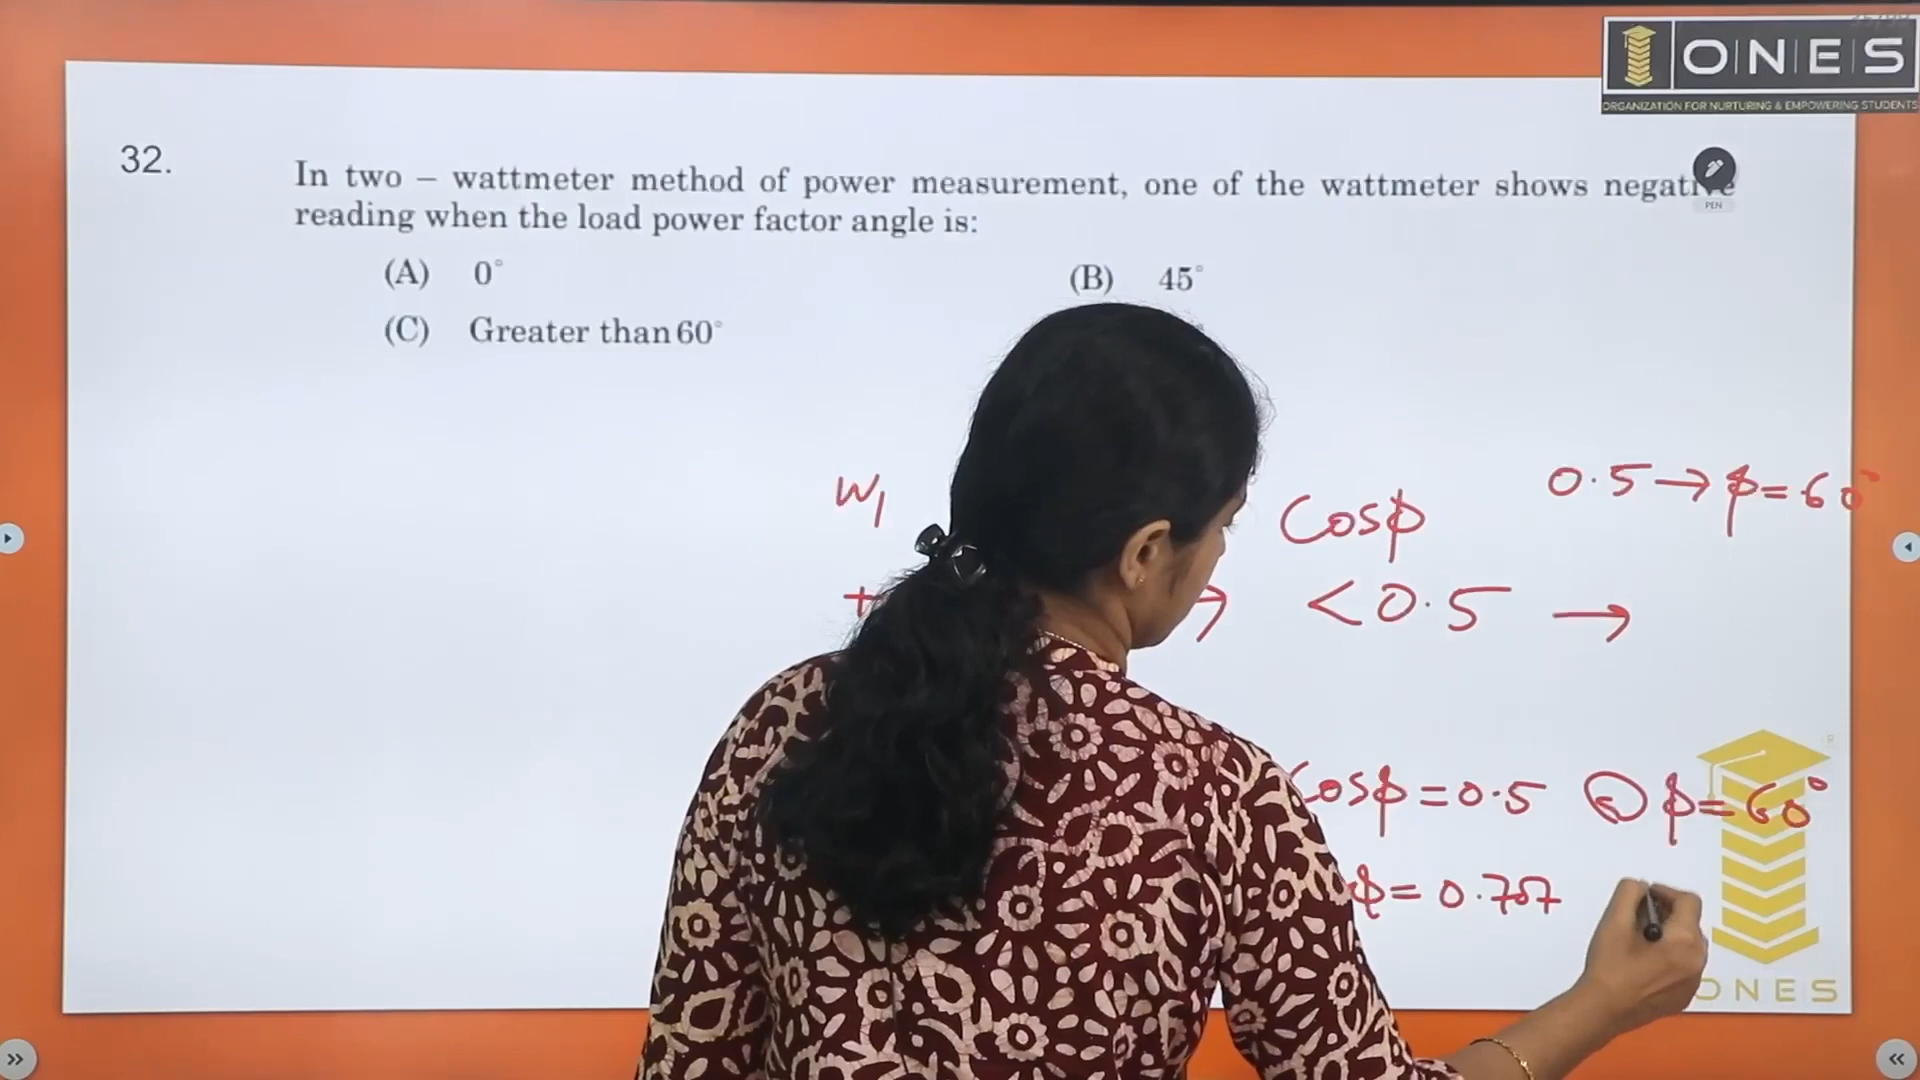 ONES
ORGANIZATION FOR NURTURING & EMPOWERING STUDENTS
32.
In two – wattmeter method of power measurement, one of the wattmeter shows negative
reading when the load power factor angle is:
(A) 0°
(B) 45°
(C) Greater than 60°
PEN
W1
Cosϕ
0.5 → ϕ = 60°
+
→ < 0.5 →
Cosϕ = 0.5
ϕ = 60°
ϕ = 0.707
ONES